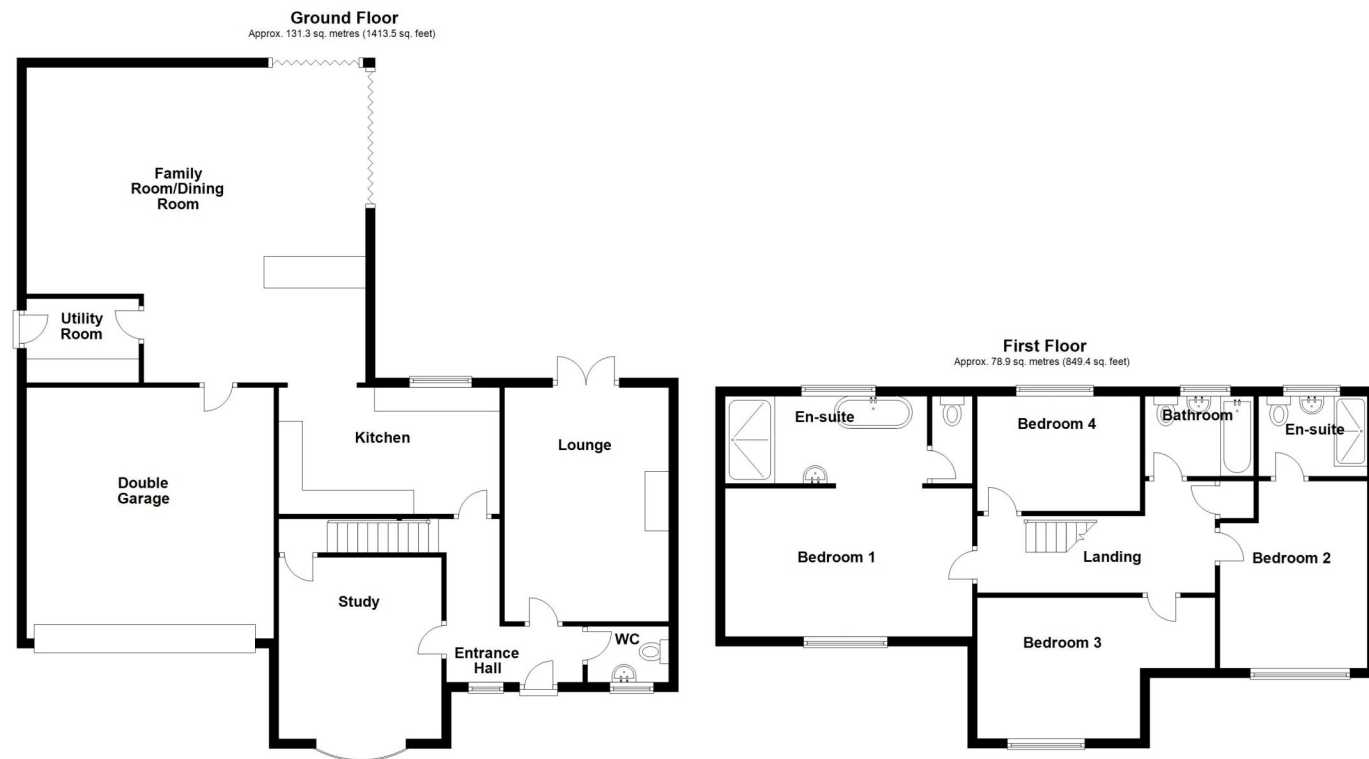 Ground Floor
Approx. 131.3 sq. metres (1413.5 sq. feet)
Family
Room/Dining
Room
Utility
Room
Kitchen
Lounge
Double
Garage
Study
Entrance
Hall
WC
First Floor
Approx. 78.9 sq. metres (849.4 sq. feet)
En-suite
Bedroom 4
Bathroom
En-suite
Bedroom 1
Landing
Bedroom 2
Bedroom 3